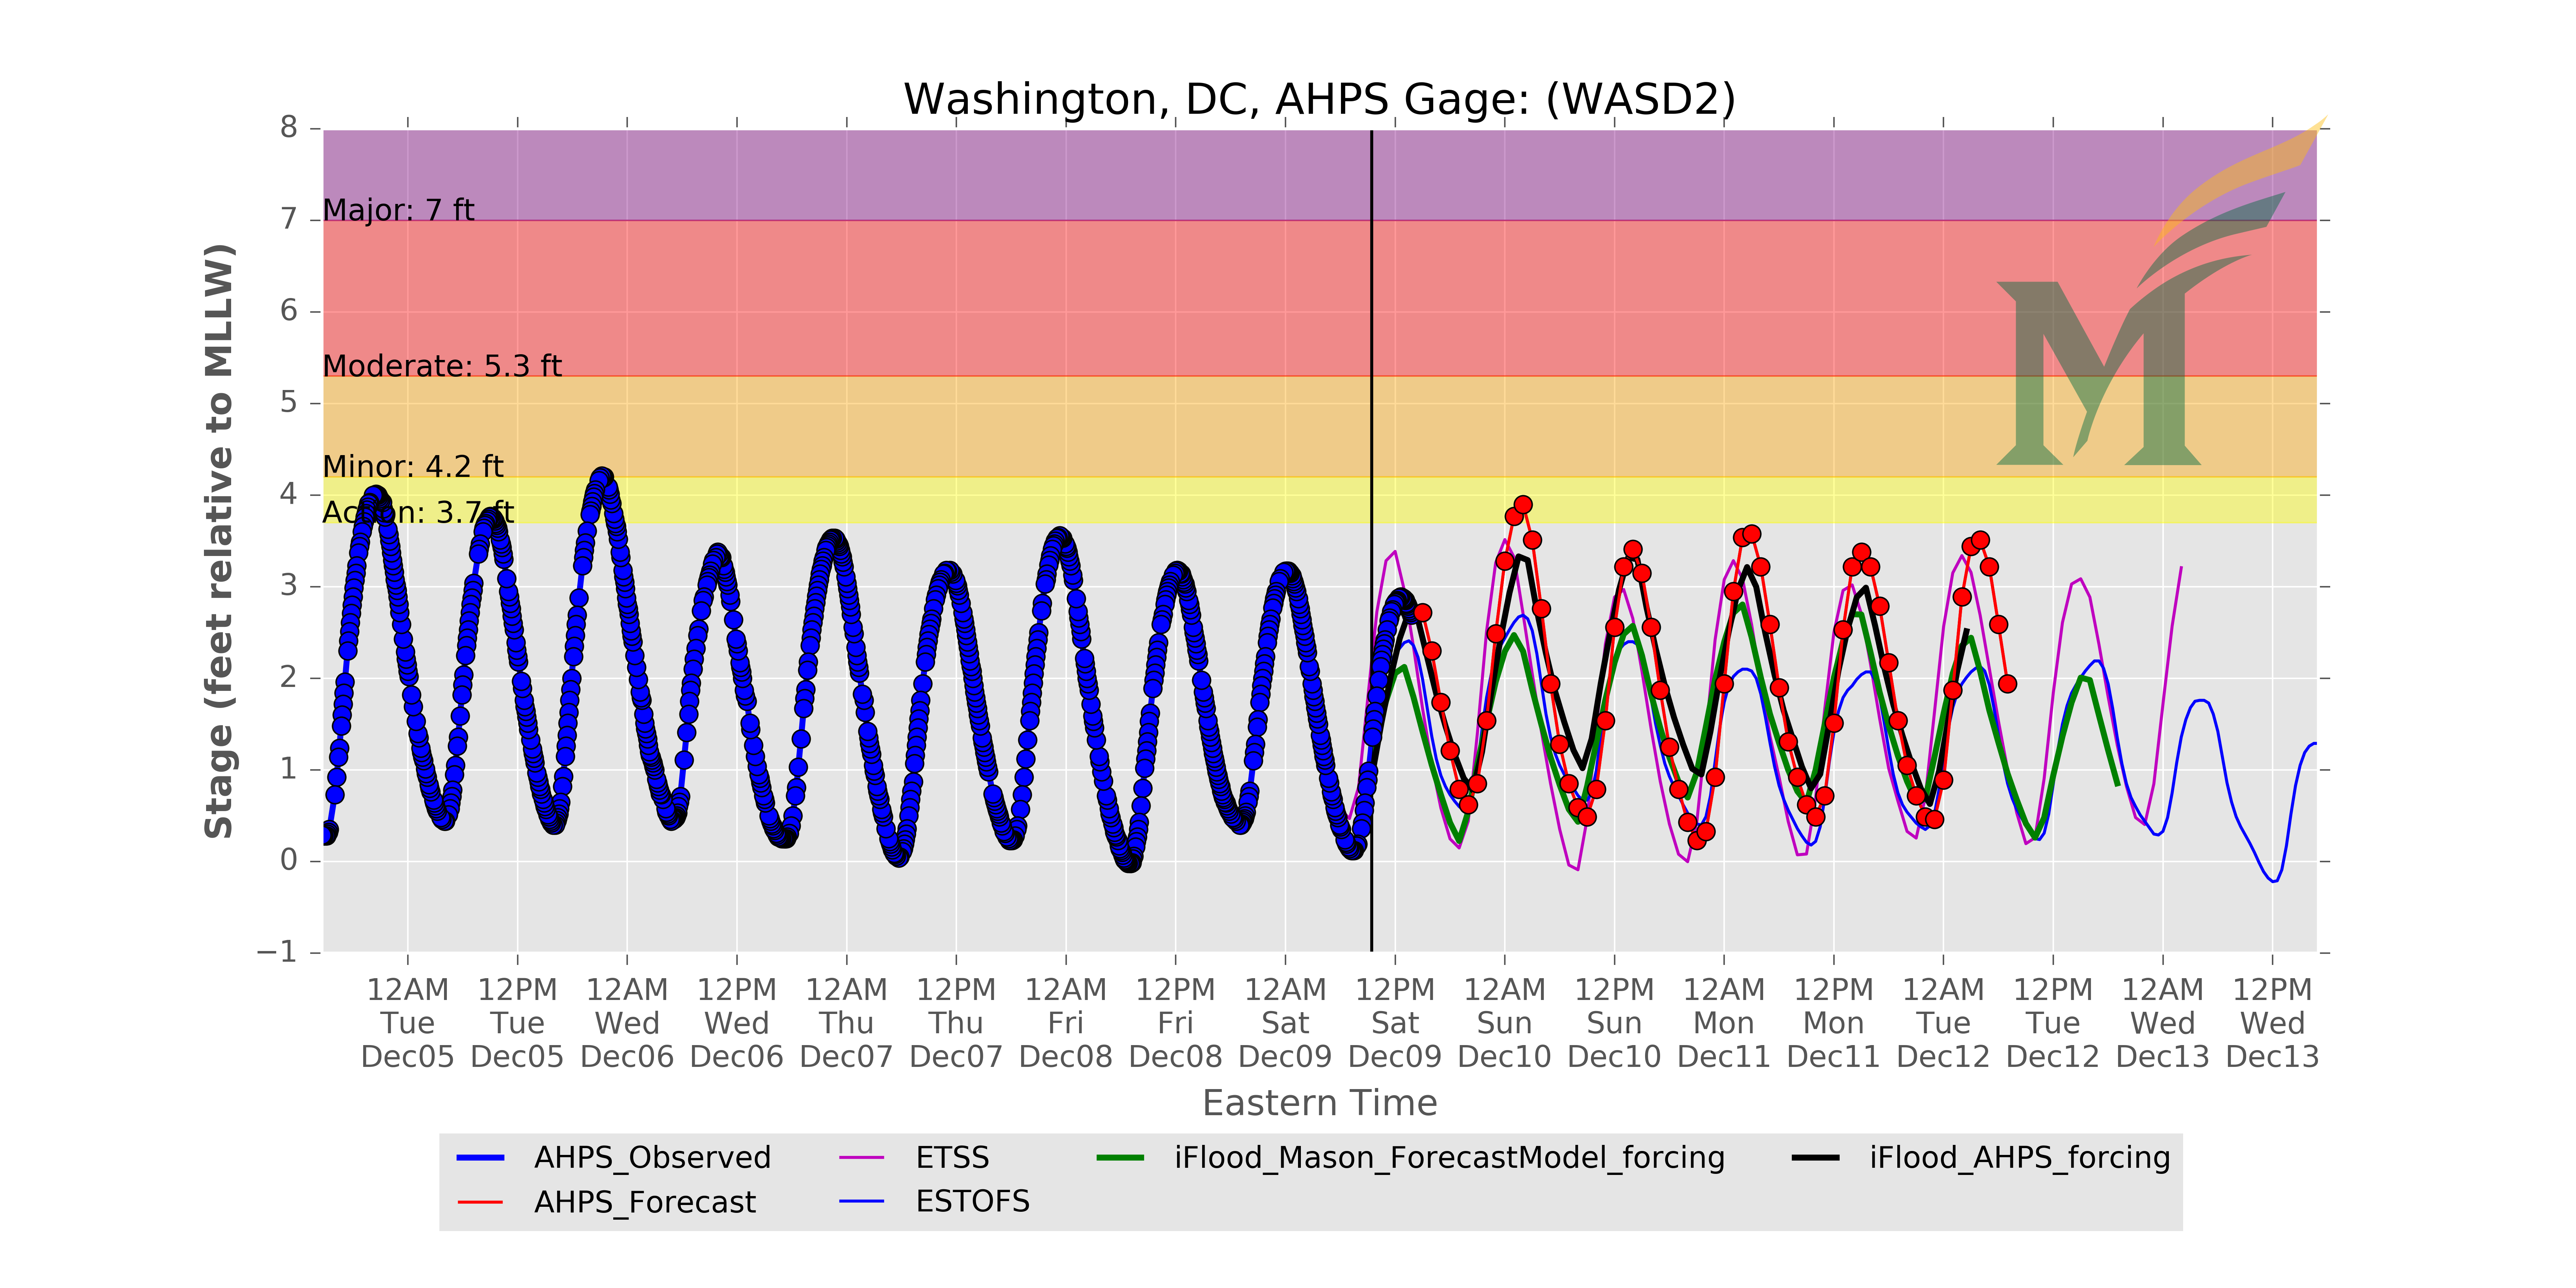 Washington, DC, AHPS Gage: (WASD2)
Stage (feet relative to MLLW)
8
7
6
5
4
3
2
1
0
−1
Major: 7 ft
Moderate: 5.3 ft
Minor: 4.2 ft
Action: 3.7 ft
M
12AM 12PM 12AM 12PM 12AM 12PM 12AM 12PM 12AM 12PM 12AM 12PM 12AM 12PM 12AM 12PM 12AM 12PM
Tue Tue Wed Wed Thu Thu Fri Fri Sat Sat Sun Sun Mon Mon Tue Tue Wed Wed
Dec05 Dec05 Dec06 Dec06 Dec07 Dec07 Dec08 Dec08 Dec09 Dec09 Dec10 Dec10 Dec11 Dec11 Dec12 Dec12 Dec13 Dec13
Eastern Time
AHPS_Observed ETSS iFlood_Mason_ForecastModel_forcing iFlood_AHPS_forcing
AHPS_Forecast ESTOFS